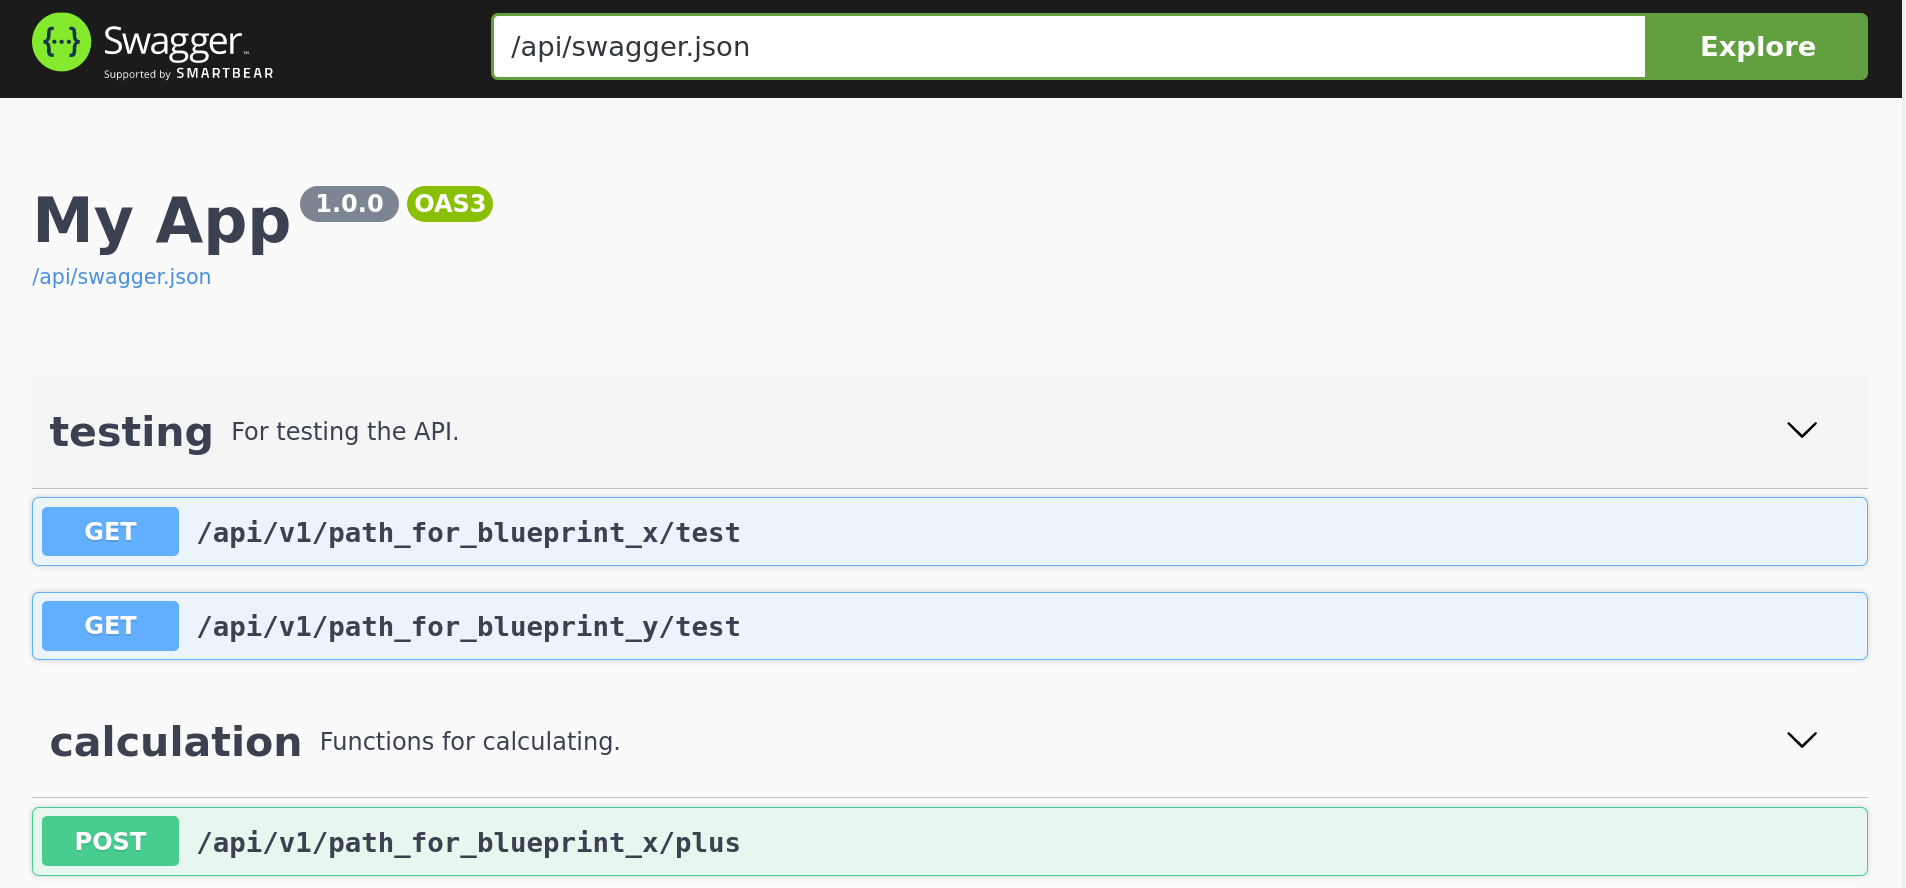 Swagger™
Supported by SMARTBEAR
/api/swagger.json
Explore
My App 1.0.0 OAS3
/api/swagger.json
testing For testing the API.
GET /api/v1/path_for_blueprint_x/test
GET /api/v1/path_for_blueprint_y/test
calculation Functions for calculating.
POST /api/v1/path_for_blueprint_x/plus